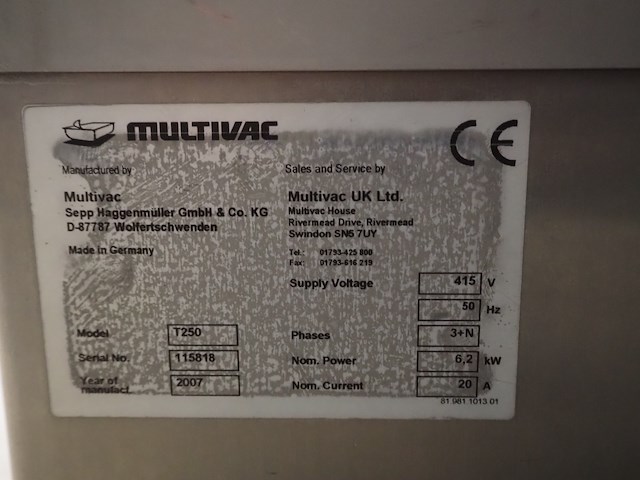 MULTIVAC
CE
Manufactured by
Multivac
Sepp Haggenmüller GmbH & Co. KG
D-87787 Wolfertschwenden
Made in Germany
Sales and Service by
Multivac UK Ltd.
Multivac House
Rivermead Drive, Rivermead
Swindon SN5 7UY
Tel.: 01793-425 800
Fax: 01793-616 219
Supply Voltage 415 V
50 Hz
Model T250
Phases 3+N
Serial No. 115818
Nom. Power 6,2 kW
Year of
manufact. 2007
Nom. Current 20 A
81.981.1013.01